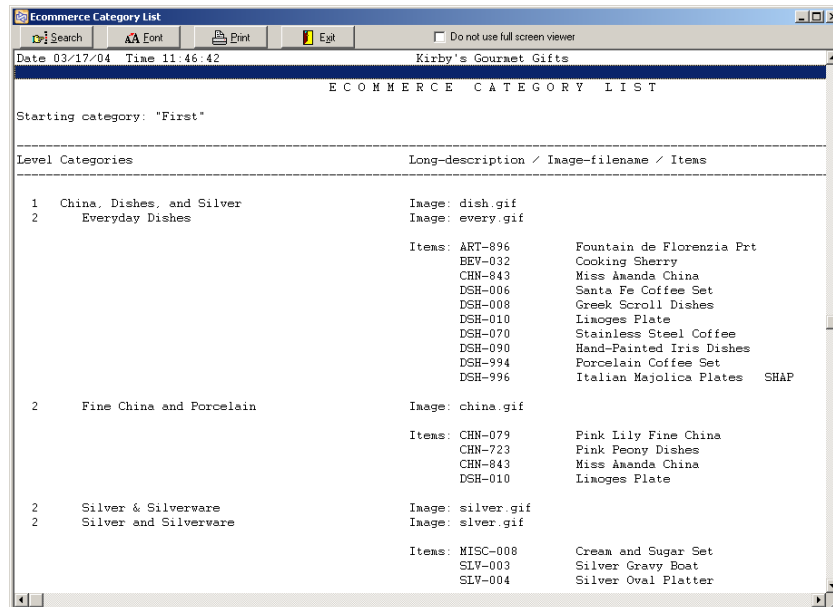 Ecommerce Category List
Search Font Print Exit Do not use full screen viewer
Date 03/17/04 Time 11:46:42 Kirby's Gourmet Gifts
E C O M M E R C E C A T E G O R Y L I S T
Starting category: "First"
Level Categories Long-description / Image-filename / Items
1 China, Dishes, and Silver Image: dish.gif
2 Everyday Dishes Image: every.gif
Items: ART-896 Fountain de Florenzia Prt
BEV-032 Cooking Sherry
CHN-843 Miss Amanda China
DSH-006 Santa Fe Coffee Set
DSH-008 Greek Scroll Dishes
DSH-010 Limoges Plate
DSH-070 Stainless Steel Coffee
DSH-090 Hand-Painted Iris Dishes
DSH-994 Porcelain Coffee Set
DSH-996 Italian Majolica Plates SHAP
2 Fine China and Porcelain Image: china.gif
Items: CHN-079 Pink Lily Fine China
CHN-723 Pink Peony Dishes
CHN-843 Miss Amanda China
DSH-010 Limoges Plate
2 Silver & Silverware Image: silver.gif
2 Silver and Silverware Image: slver.gif
Items: MISC-008 Cream and Sugar Set
SLV-003 Silver Gravy Boat
SLV-004 Silver Oval Platter